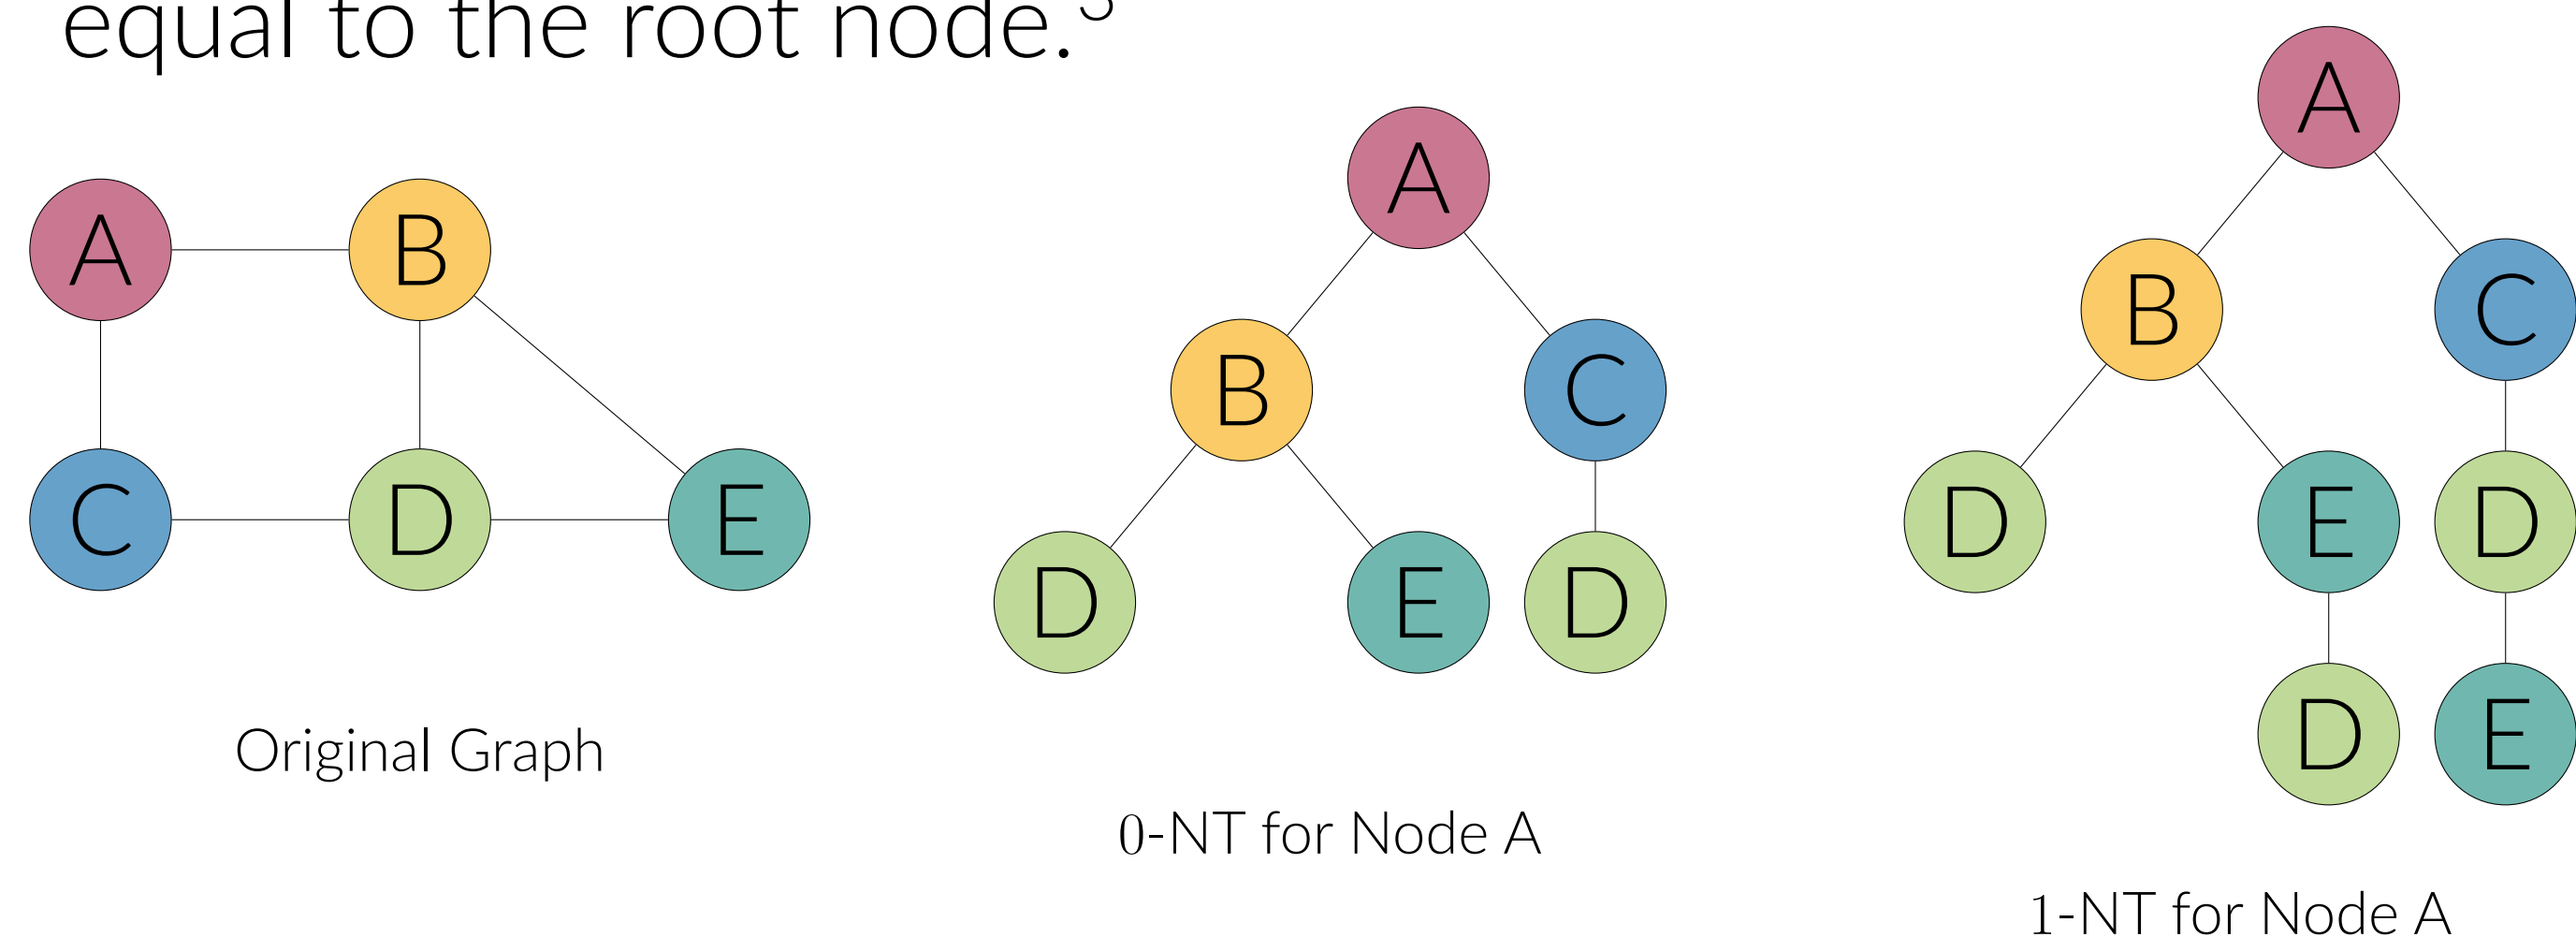 equal to the root node.
A
B
C
D
E
Original Graph
A
B
C
D
E
D
0-NT for Node A
A
B
C
D
E
D
D
E
1-NT for Node A